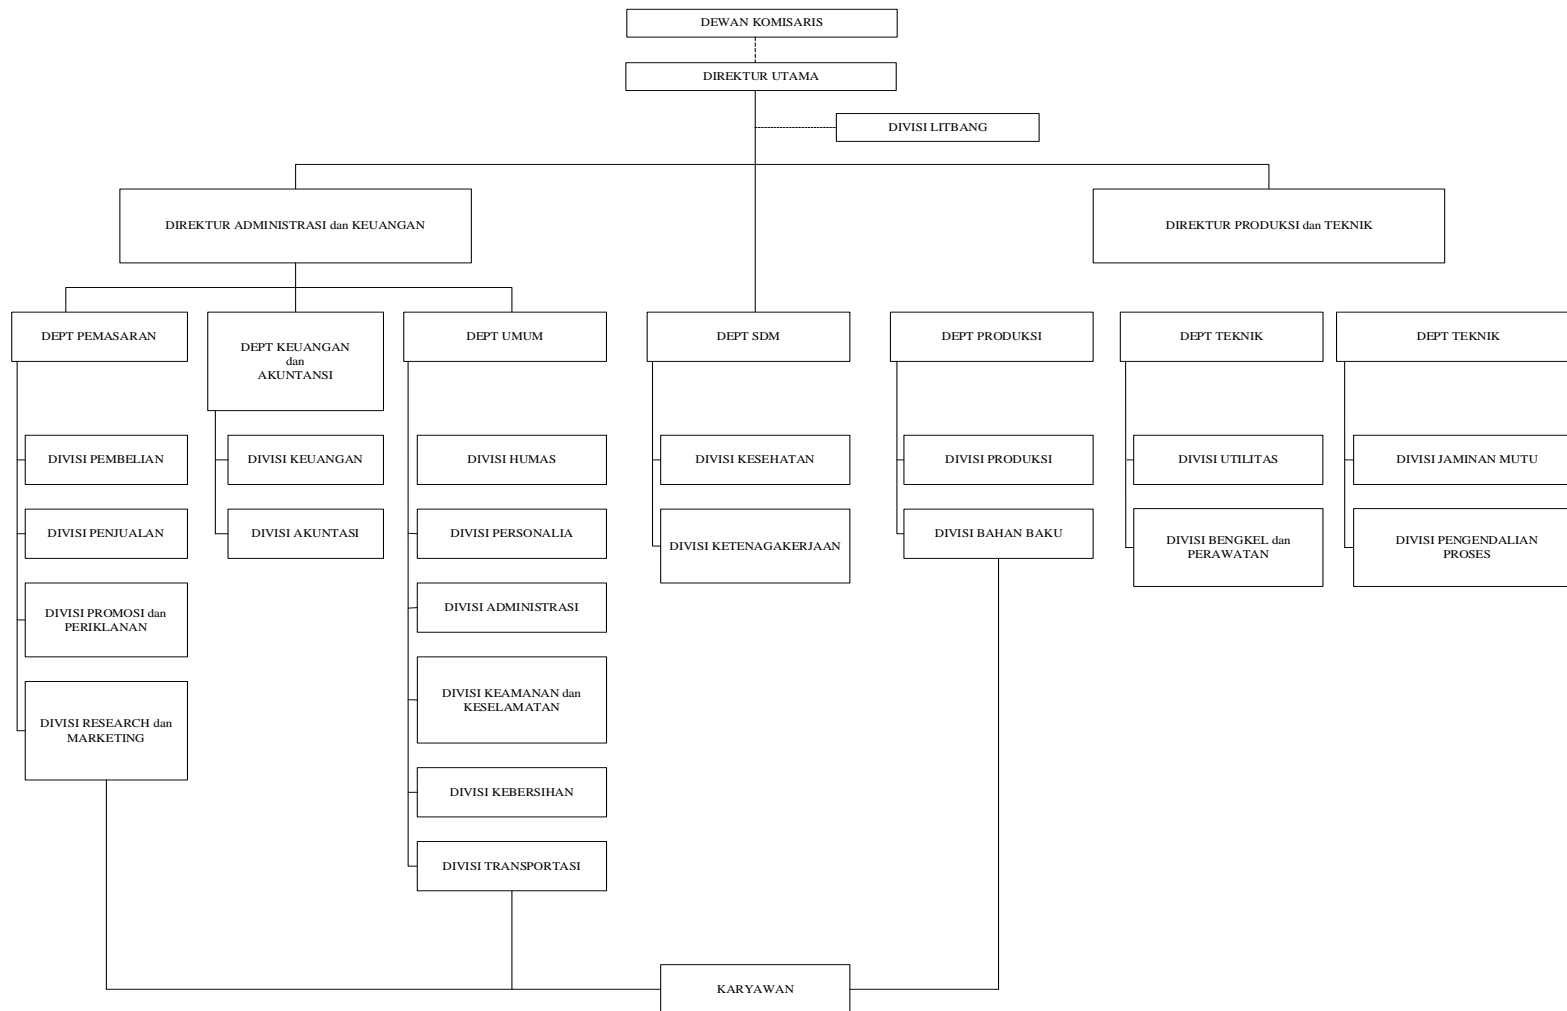 DEWAN KOMISARIS
DIREKTUR UTAMA
DIVISI LITBANG
DIREKTUR ADMINISTRASI dan KEUANGAN
DIREKTUR PRODUKSI dan TEKNIK
DEPT PEMASARAN
DEPT KEUANGAN
dan
AKUNTANSI
DEPT UMUM
DEPT SDM
DEPT PRODUKSI
DEPT TEKNIK
DEPT TEKNIK
DIVISI PEMBELIAN
DIVISI KEUANGAN
DIVISI HUMAS
DIVISI KESEHATAN
DIVISI PRODUKSI
DIVISI UTILITAS
DIVISI JAMINAN MUTU
DIVISI PENJUALAN
DIVISI AKUNTASI
DIVISI PERSONALIA
DIVISI KETENAGAKERJAAN
DIVISI BAHAN BAKU
DIVISI BENGKEL dan
PERAWATAN
DIVISI PENGENDALIAN
PROSES
DIVISI PROMOSI dan
PERIKLANAN
DIVISI ADMINISTRASI
DIVISI RESEARCH dan
MARKETING
DIVISI KEAMANAN dan
KESELAMATAN
DIVISI KEBERSIHAN
DIVISI TRANSPORTASI
KARYAWAN